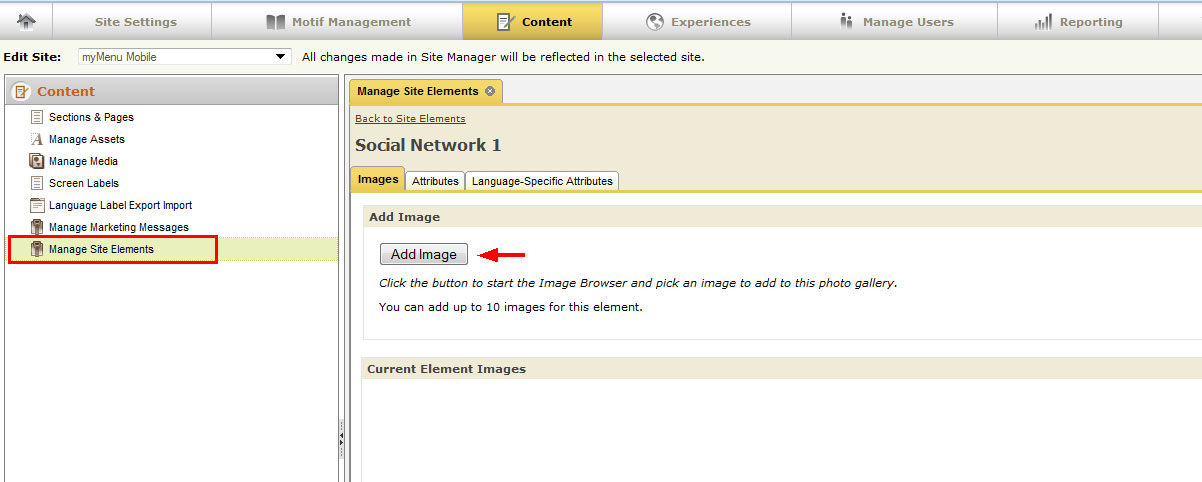 Site Settings Motif Management Content Experiences Manage Users Reporting
Edit Site: myMenu Mobile All changes made in Site Manager will be reflected in the selected site.
Content
Sections & Pages
Manage Assets
Manage Media
Screen Labels
Language Label Export Import
Manage Marketing Messages
Manage Site Elements
Manage Site Elements
Back to Site Elements
Social Network 1
Images Attributes Language-Specific Attributes
Add Image
Add Image
Click the button to start the Image Browser and pick an image to add to this photo gallery.
You can add up to 10 images for this element.
Current Element Images